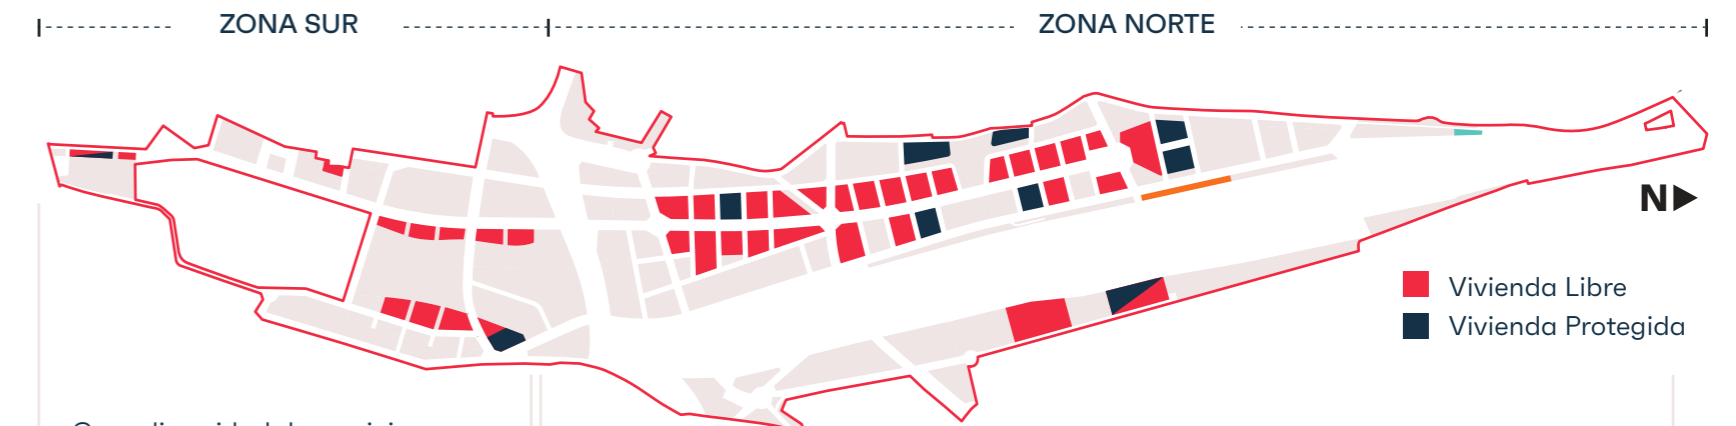 ZONA SUR
ZONA NORTE
N
Vivienda Libre
Vivienda Protegida